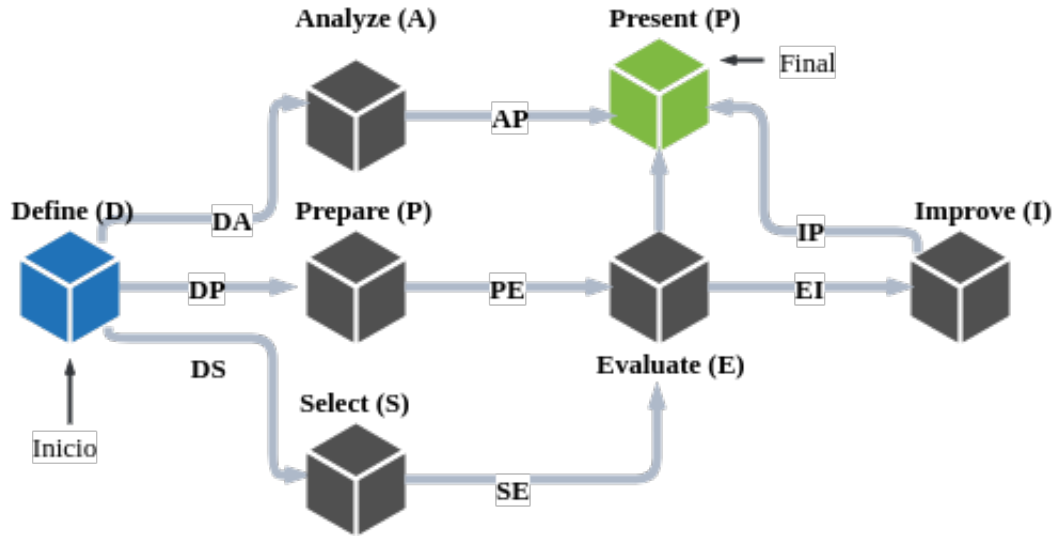 Analyze (A)
Present (P)
Final
AP
Define (D)
DA
Prepare (P)
IP
Improve (I)
DP
PE
EI
DS
Evaluate (E)
Select (S)
Inicio
SE